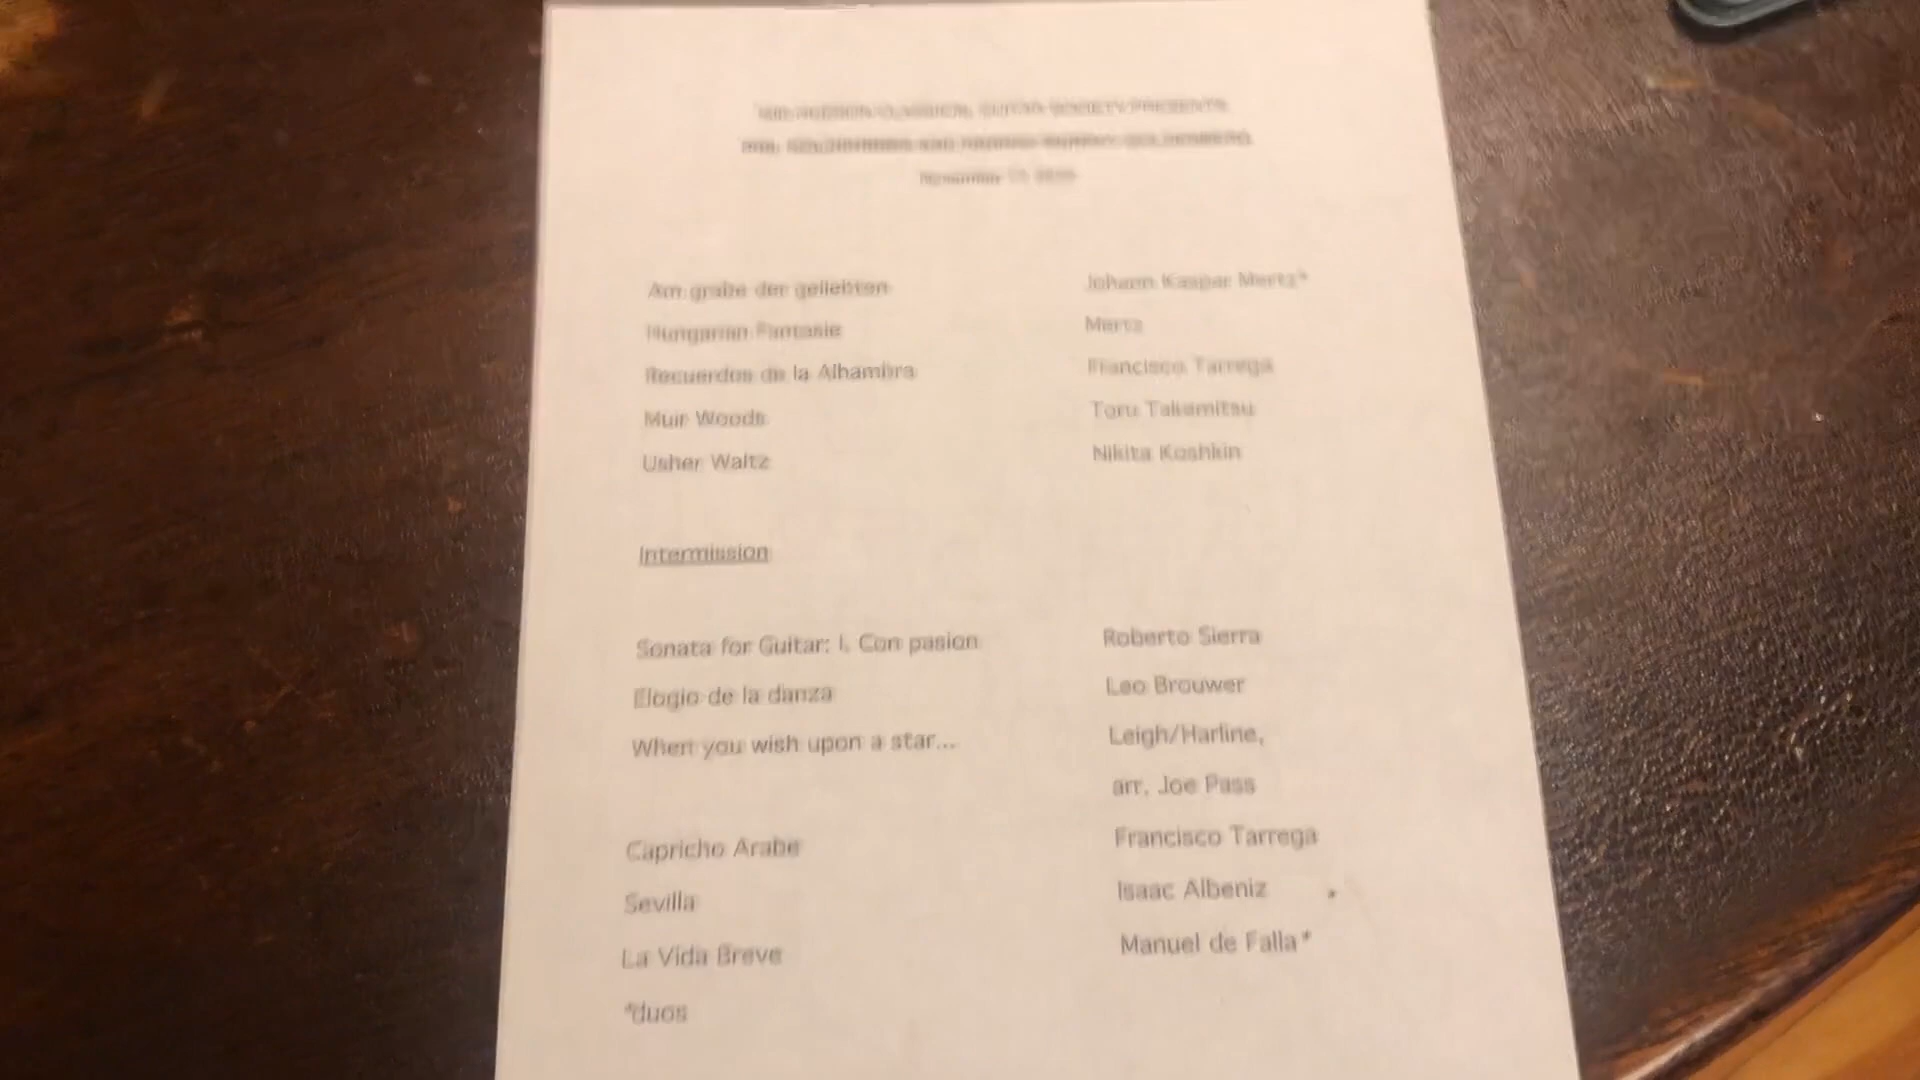 Am grabe der geliebten Johann Kaspar Mertz*
Hungarian Fantasie Mertz
Recuerdos de la Alhambra Francisco Tarrega
Muir Woods Toru Takemitsu
Usher Waltz Nikita Koshkin
Intermission
Sonata for Guitar: I. Con pasion Roberto Sierra
Elogio de la danza Leo Brouwer
When you wish upon a star... Leigh/Harline,
arr. Joe Pass
Capricho Arabe Francisco Tarrega
Sevilla Isaac Albeniz
La Vida Breve Manuel de Falla*
*duos